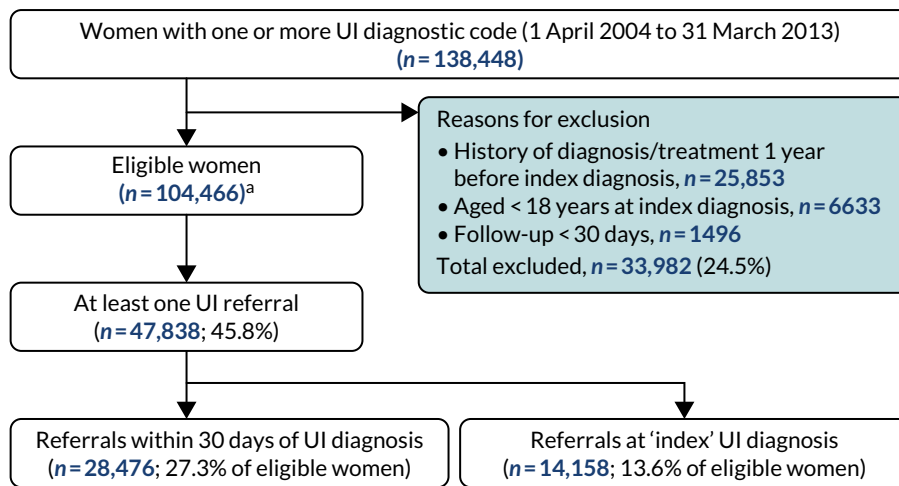 Women with one or more UI diagnostic code (1 April 2004 to 31 March 2013)
(n = 138,448)
Eligible women
(n = 104,466)a
Reasons for exclusion
• History of diagnosis/treatment 1 year
before index diagnosis, n = 25,853
• Aged < 18 years at index diagnosis, n = 6633
• Follow-up < 30 days, n = 1496
Total excluded, n = 33,982 (24.5%)
At least one UI referral
(n = 47,838; 45.8%)
Referrals within 30 days of UI diagnosis
(n = 28,476; 27.3% of eligible women)
Referrals at ‘index’ UI diagnosis
(n = 14,158; 13.6% of eligible women)